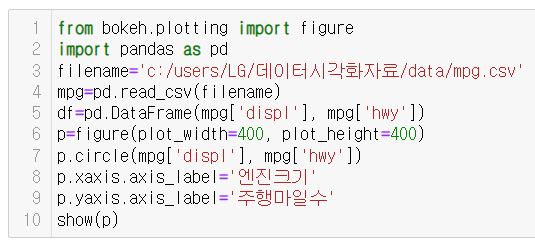 1 from bokeh.plotting import figure
2 import pandas as pd
3 filename='c:/users/LG/데이터시각화자료/data/mpg.csv'
4 mpg=pd.read_csv(filename)
5 df=pd.DataFrame(mpg['displ'], mpg['hwy'])
6 p=figure(plot_width=400, plot_height=400)
7 p.circle(mpg['displ'], mpg['hwy'])
8 p.xaxis.axis_label='엔진크기'
9 p.yaxis.axis_label='주행마일수'
10 show(p)